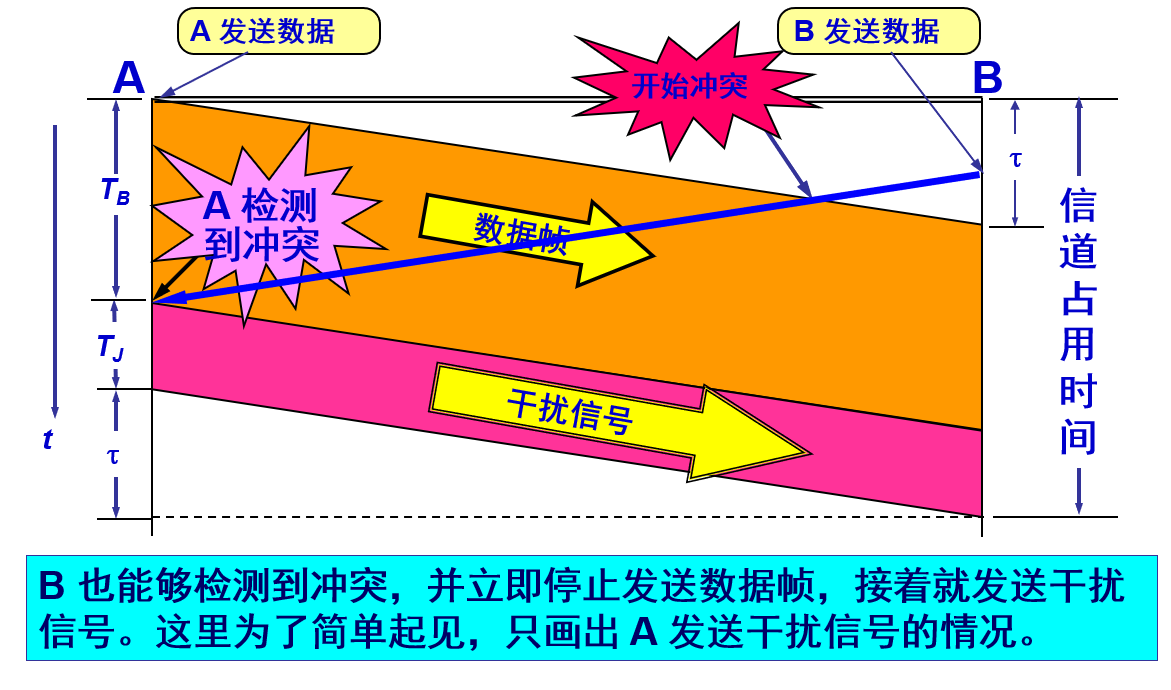 A 发送数据
B 发送数据
开始冲突
A
B
T_B
τ
A 检测
到冲突
数据帧
信道占用时间
T_J
干扰信号
t
τ
B 也能够检测到冲突，并立即停止发送数据帧，接着就发送干扰
信号。这里为了简单起见，只画出 A 发送干扰信号的情况。